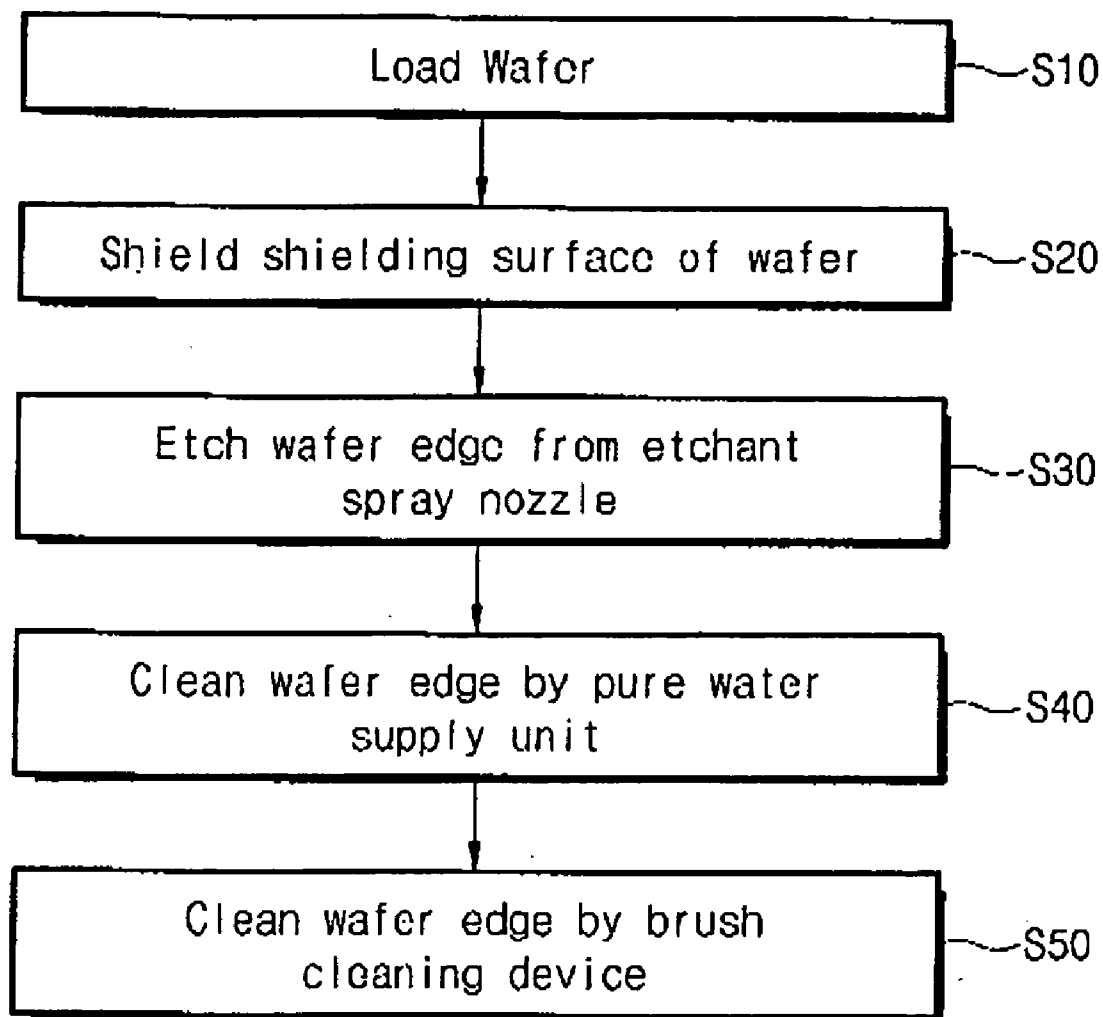 Load Wafer
S10
Shield shielding surface of wafer
S20
Etch wafer edge from etchant
spray nozzle
S30
Clean wafer edge by pure water
supply unit
S40
Clean wafer edge by brush
cleaning device
S50